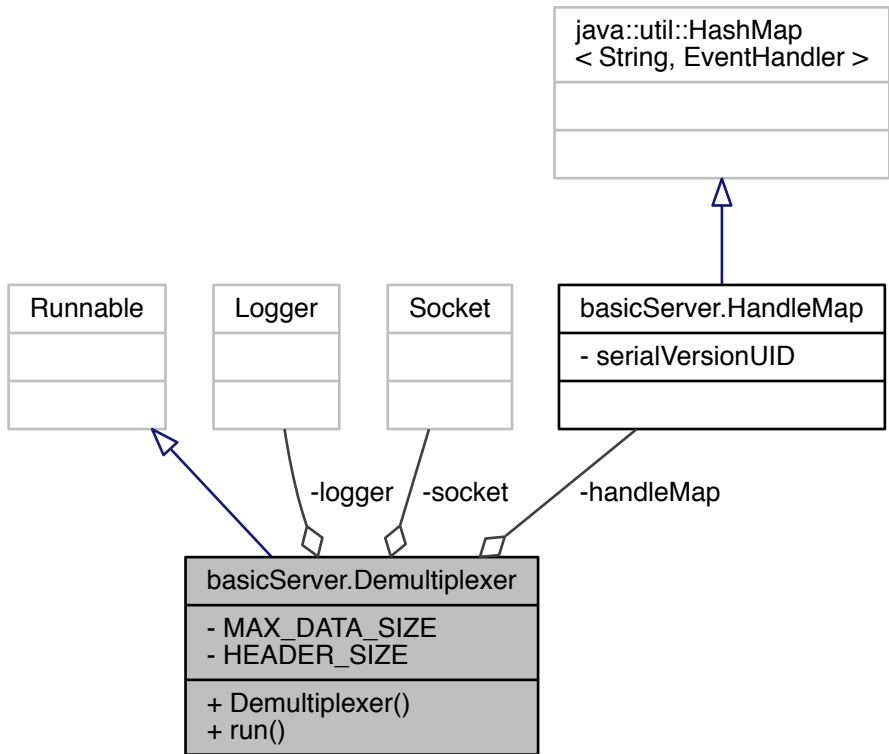 java::util::HashMap
< String, EventHandler >
Runnable
Logger
Socket
basicServer.HandleMap
- serialVersionUID
-logger
-socket
-handleMap
basicServer.Demultiplexer
- MAX_DATA_SIZE
- HEADER_SIZE
+ Demultiplexer()
+ run()